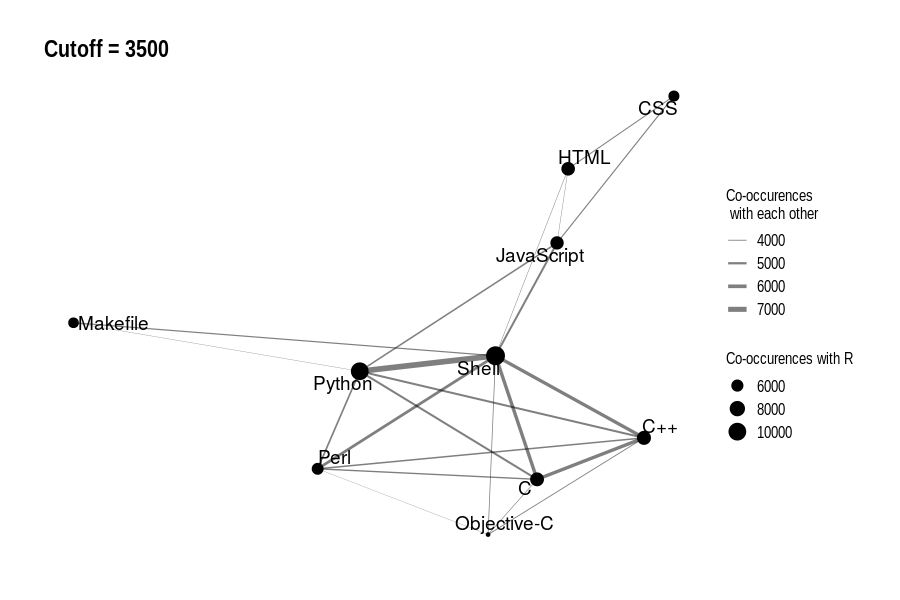 Cutoff = 3500
CSS
HTML
JavaScript
Makefile
Shell
Python
C++
Perl
C
Objective-C
Co-occurences
with each other
4000
5000
6000
7000
Co-occurences with R
6000
8000
10000